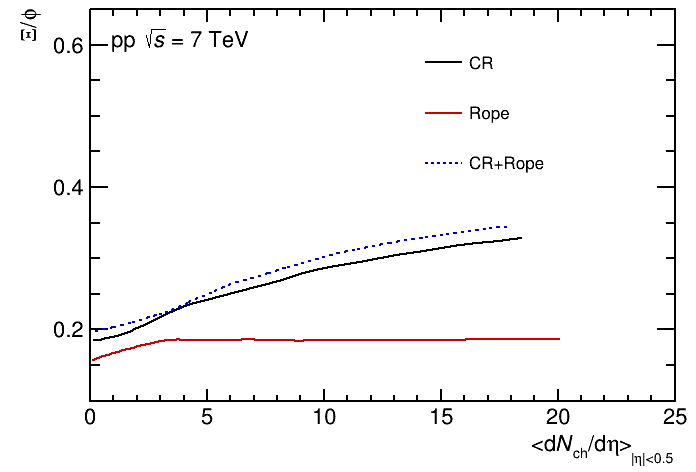 Ξ/ϕ
pp √s = 7 TeV
CR
Rope
CR+Rope
0.6
0.4
0.2
0 5 10 15 20 25
<dN_ch/dη>_|η|<0.5